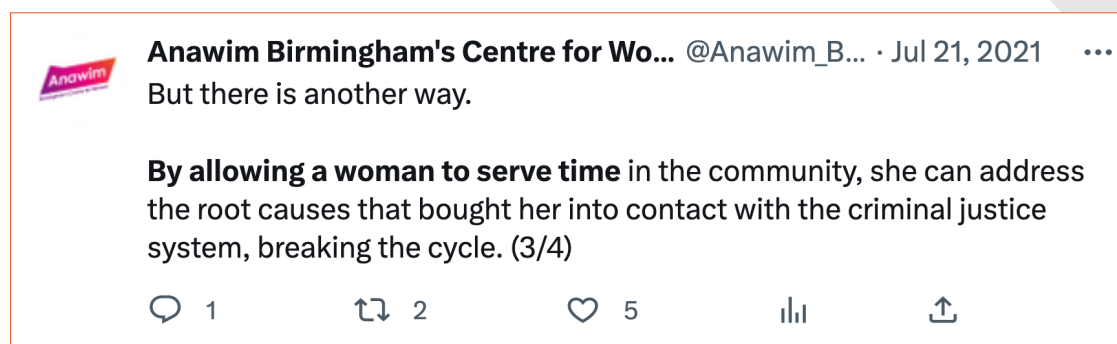 Anawim Birmingham's Centre for Wo... @Anawim_B... · Jul 21, 2021
Anawim
But there is another way.
By allowing a woman to serve time in the community, she can address
the root causes that bought her into contact with the criminal justice
system, breaking the cycle. (3/4)
1 2 5